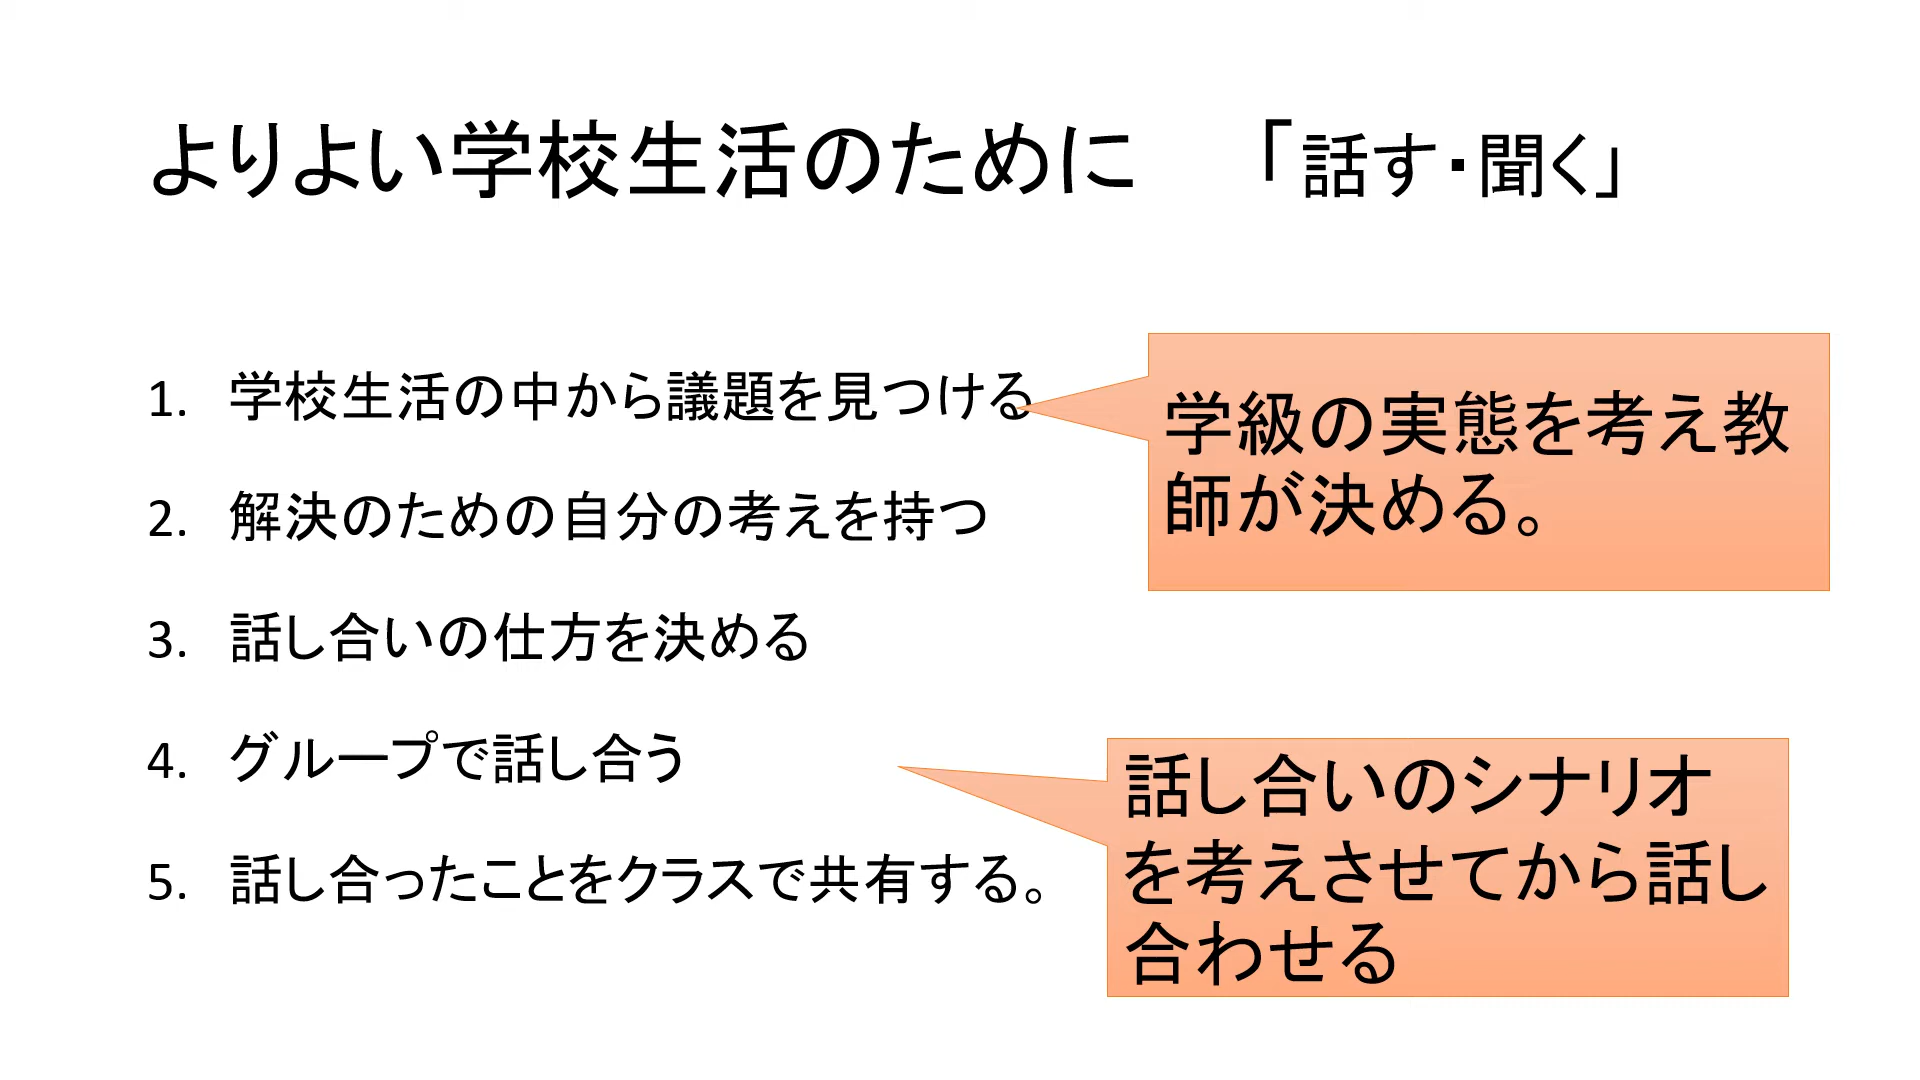 よりよい学校生活のために　「話す・聞く」
1. 学校生活の中から議題を見つける
2. 解決のための自分の考えを持つ
3. 話し合いの仕方を決める
4. グループで話し合う
5. 話し合ったことをクラスで共有する。
学級の実態を考え教
師が決める。
話し合いのシナリオ
を考えさせてから話し
合わせる